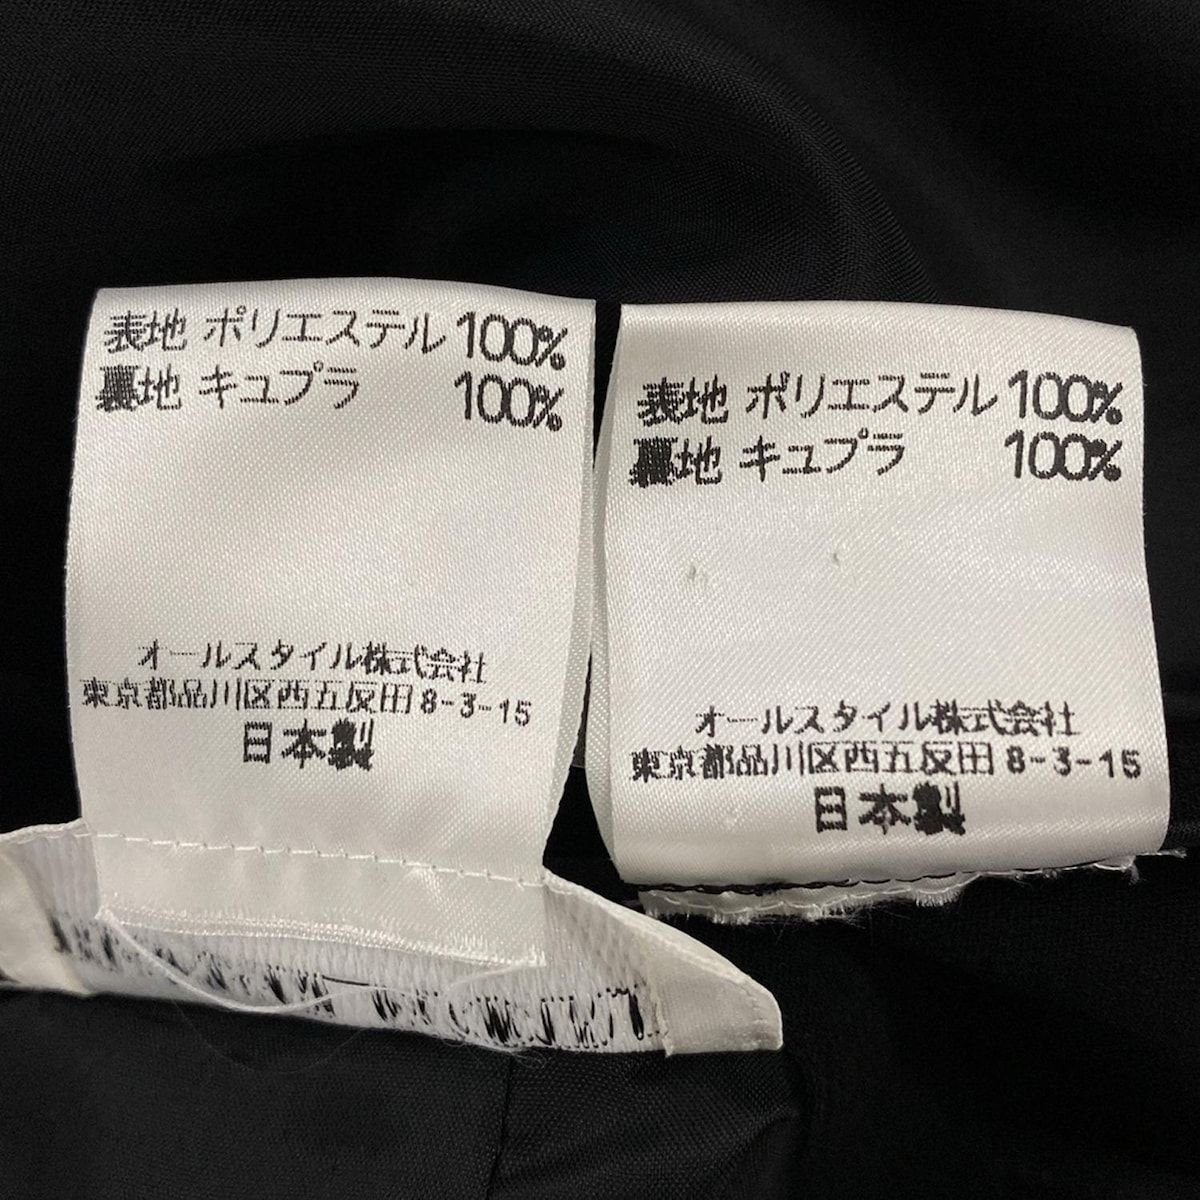 表地 ポリエステル 100%
裏地 キュプラ 100%
オールスタイル株式会社
東京都品川区西五反田8-3-15
日本製
表地 ポリエステル 100%
裏地 キュプラ 100%
オールスタイル株式会社
東京都品川区西五反田8-3-15
日本製